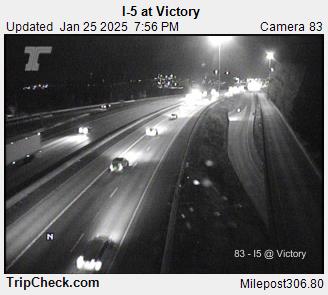 I-5 at Victory
Updated  Jan 25 2025  7:56 PM
Camera 83
T
N
83 - I5 @ Victory
TripCheck.com
Milepost306.80